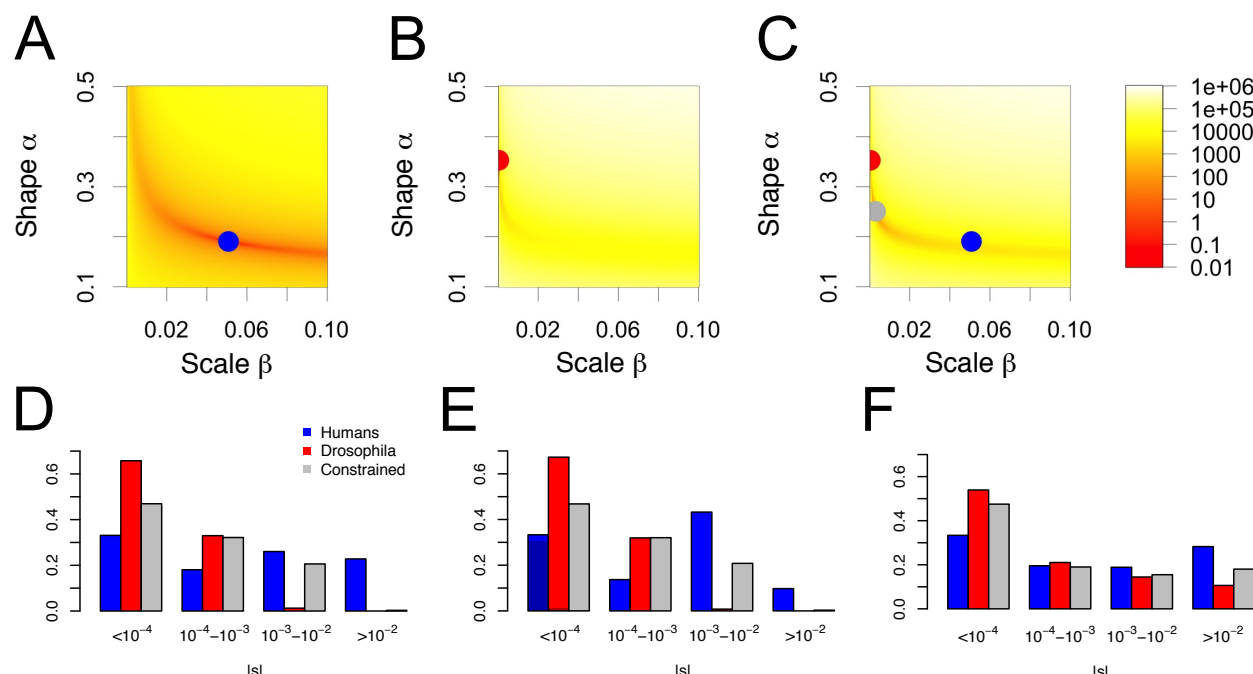 A
B
C
Shape α
0.1 0.3 0.5
0.02 0.06 0.10
Scale β
Shape α
0.1 0.3 0.5
0.02 0.06 0.10
Scale β
Shape α
0.1 0.3 0.5
0.02 0.06 0.10
Scale β
1e+06
1e+05
10000
1000
100
10
1
0.1
0.01
D
E
F
Humans
Drosophila
Constrained
0.0 0.2 0.4 0.6
<10⁻⁴ 10⁻⁴−10⁻³ 10⁻³−10⁻² >10⁻²
|s|
0.0 0.2 0.4 0.6
<10⁻⁴ 10⁻⁴−10⁻³ 10⁻³−10⁻² >10⁻²
|s|
0.0 0.2 0.4 0.6
<10⁻⁴ 10⁻⁴−10⁻³ 10⁻³−10⁻² >10⁻²
|s|